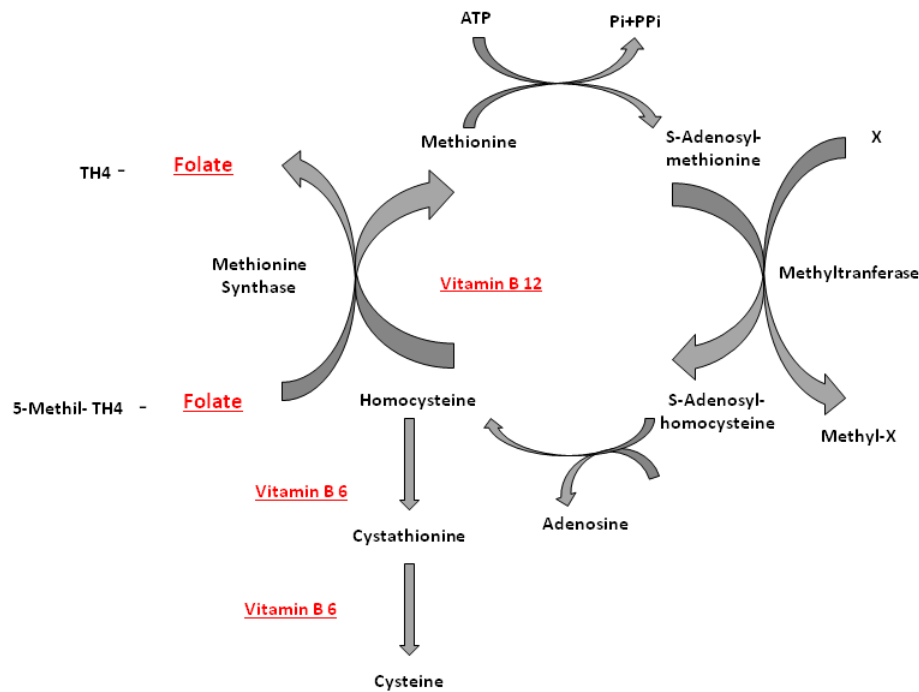 ATP
Pi+PPi
Methionine
S-Adenosyl-
methionine
X
TH4 - Folate
Methionine
Synthase
Vitamin B 12
Methyltranferase
5-Methil- TH4 - Folate
Homocysteine
S-Adenosyl-
homocysteine
Methyl-X
Vitamin B 6
Adenosine
Cystathionine
Vitamin B 6
Cysteine